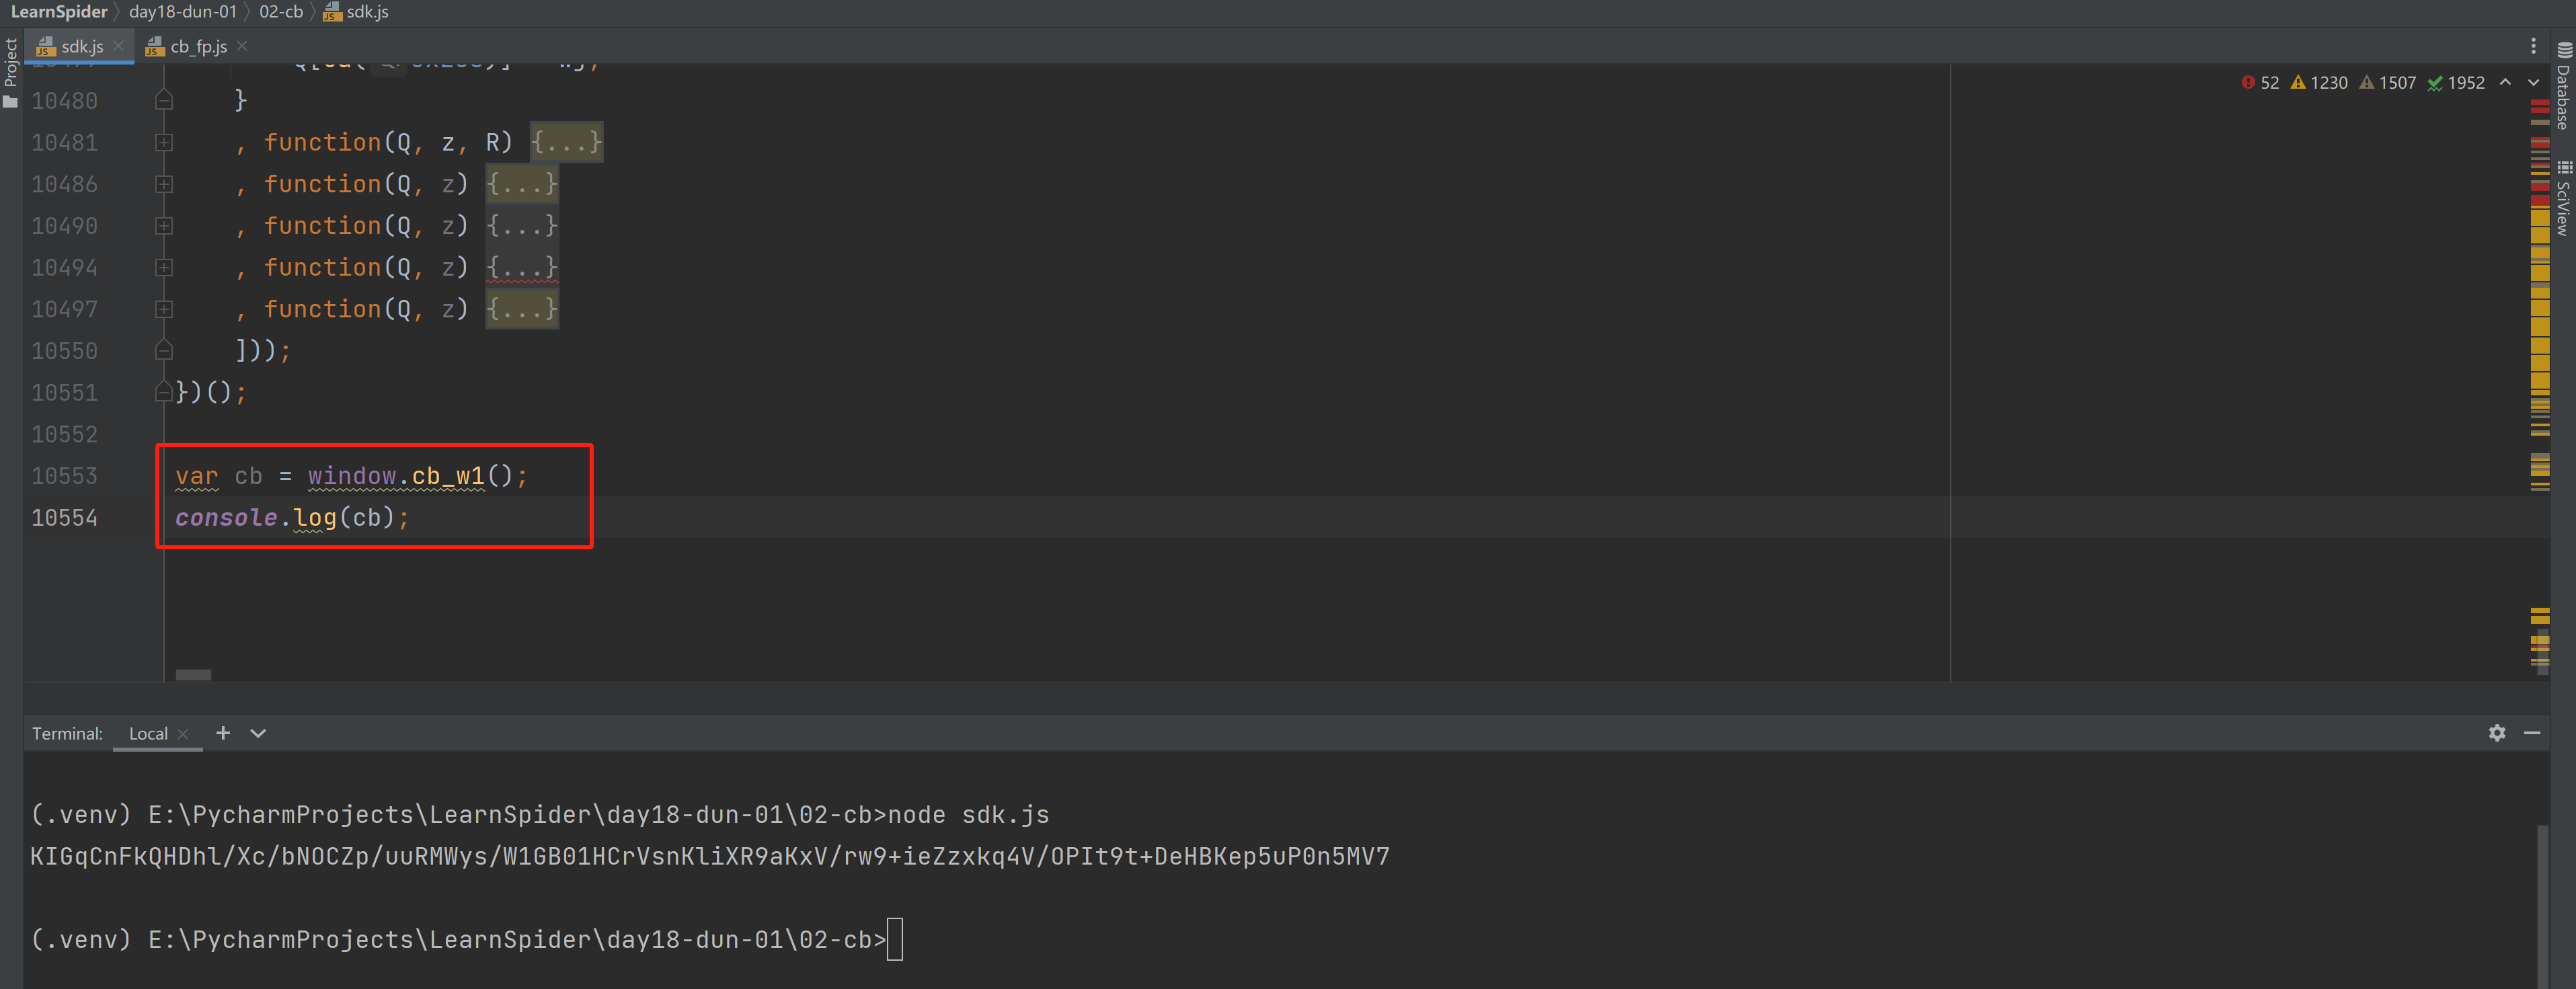 LearnSpider day18-dun-01 02-cb sdk.js
sdk.js cb_fp.js
Project
Database
SciView
52 1230 1507 1952
10480 }
10481 , function(Q, z, R) {...}
10486 , function(Q, z) {...}
10490 , function(Q, z) {...}
10494 , function(Q, z) {...}
10497 , function(Q, z) {...}
10550 ]));
10551 })();
10552
10553 var cb = window.cb_w1();
10554 console.log(cb);
Terminal: Local
(.venv) E:\PycharmProjects\LearnSpider\day18-dun-01\02-cb>node sdk.js
KIGqCnFkQHDhl/Xc/bNOCZp/uuRMWys/W1GB01HCrVsnKliXR9aKxV/rw9+ieZzxkq4V/OPIt9t+DeHBKep5uP0n5MV7
(.venv) E:\PycharmProjects\LearnSpider\day18-dun-01\02-cb>